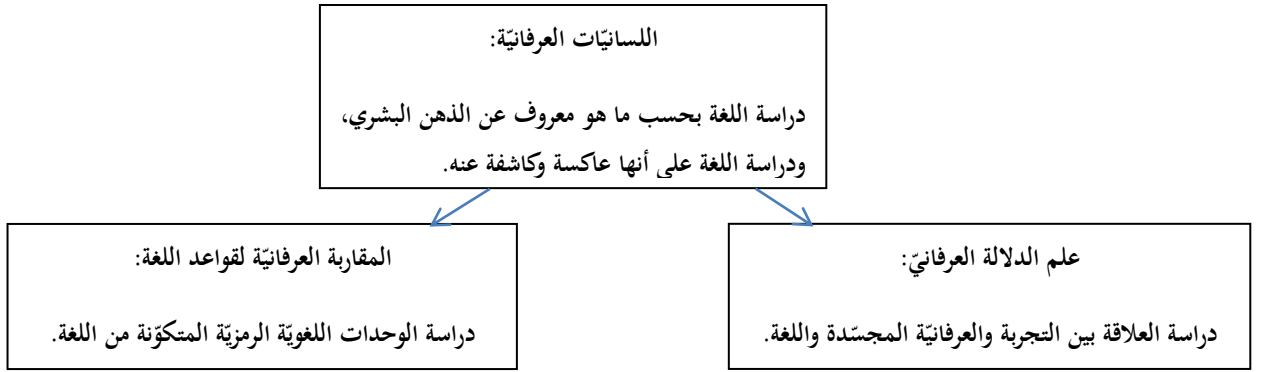 اللسانيّات العرفانيّة:
دراسة اللغة بحسب ما هو معروف عن الذهن البشري،
ودراسة اللغة على أنها عاكسة وكاشفة عنه.
علم الدلالة العرفانيّ:
دراسة العلاقة بين التجربة والعرفانيّة المجسّدة واللغة.
المقاربة العرفانيّة لقواعد اللغة:
دراسة الوحدات اللغويّة الرمزيّة المتكوّنة من اللغة.